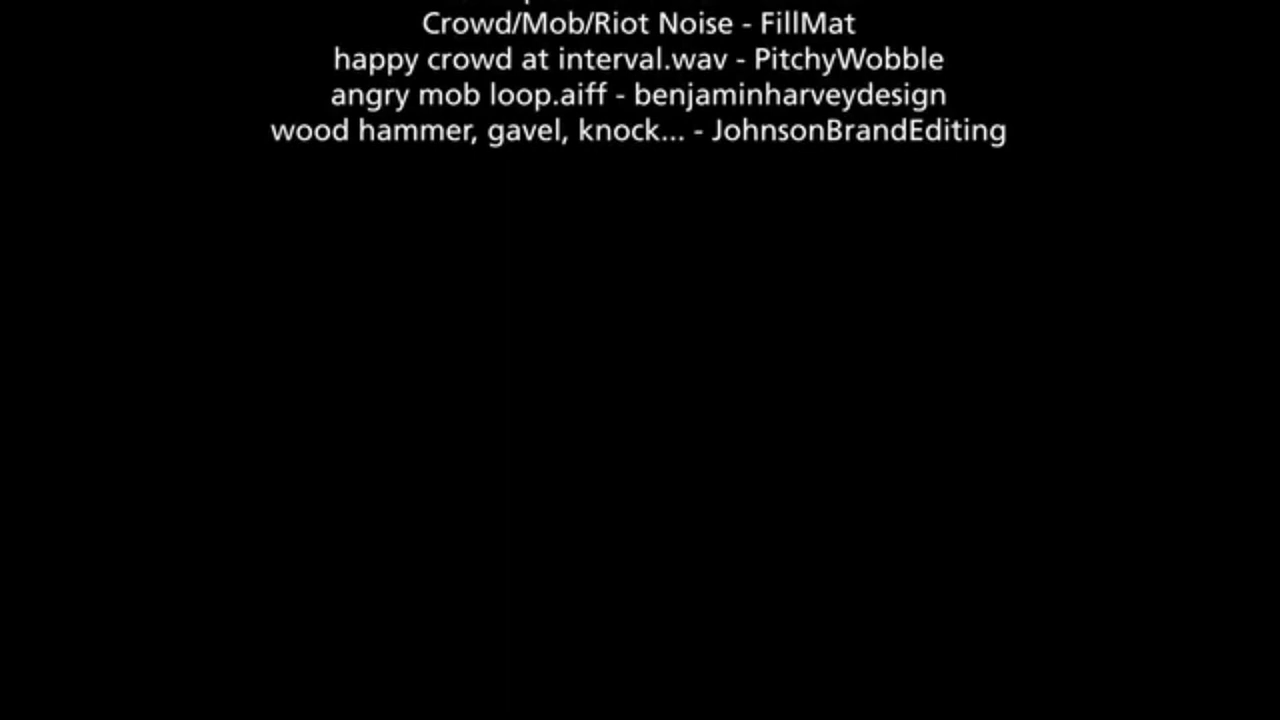 Crowd/Mob/Riot Noise - FillMat
happy crowd at interval.wav - PitchyWobble
angry mob loop.aiff - benjaminharveydesign
wood hammer, gavel, knock... - JohnsonBrandEditing